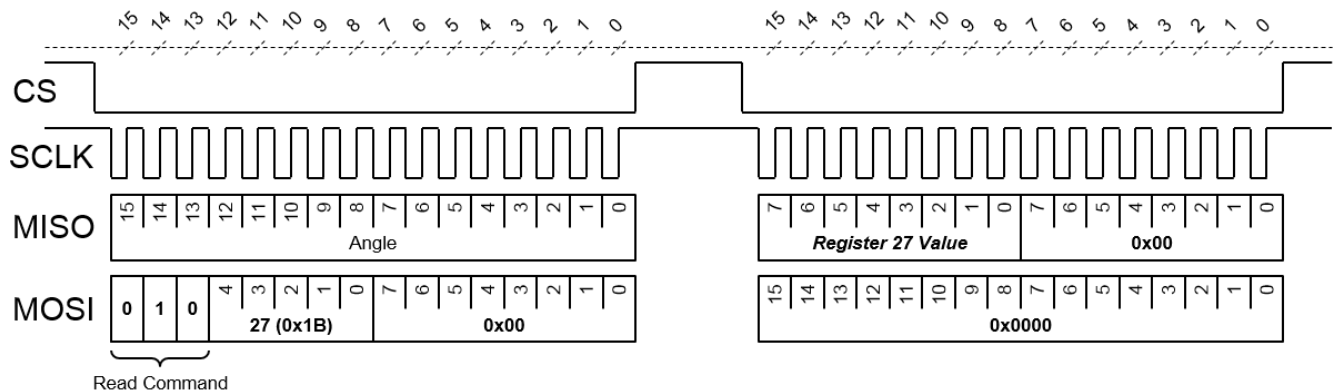 15 14 13 12 11 10 9 8 7 6 5 4 3 2 1 0 15 14 13 12 11 10 9 8 7 6 5 4 3 2 1 0
CS
SCLK
MISO 15 14 13 12 11 10 9 8 7 6 5 4 3 2 1 0 7 6 5 4 3 2 1 0 7 6 5 4 3 2 1 0
Angle Register 27 Value 0x00
MOSI 0 1 0 4 3 2 1 0 7 6 5 4 3 2 1 0 15 14 13 12 11 10 9 8 7 6 5 4 3 2 1 0
27 (0x1B) 0x00 0x0000
Read Command